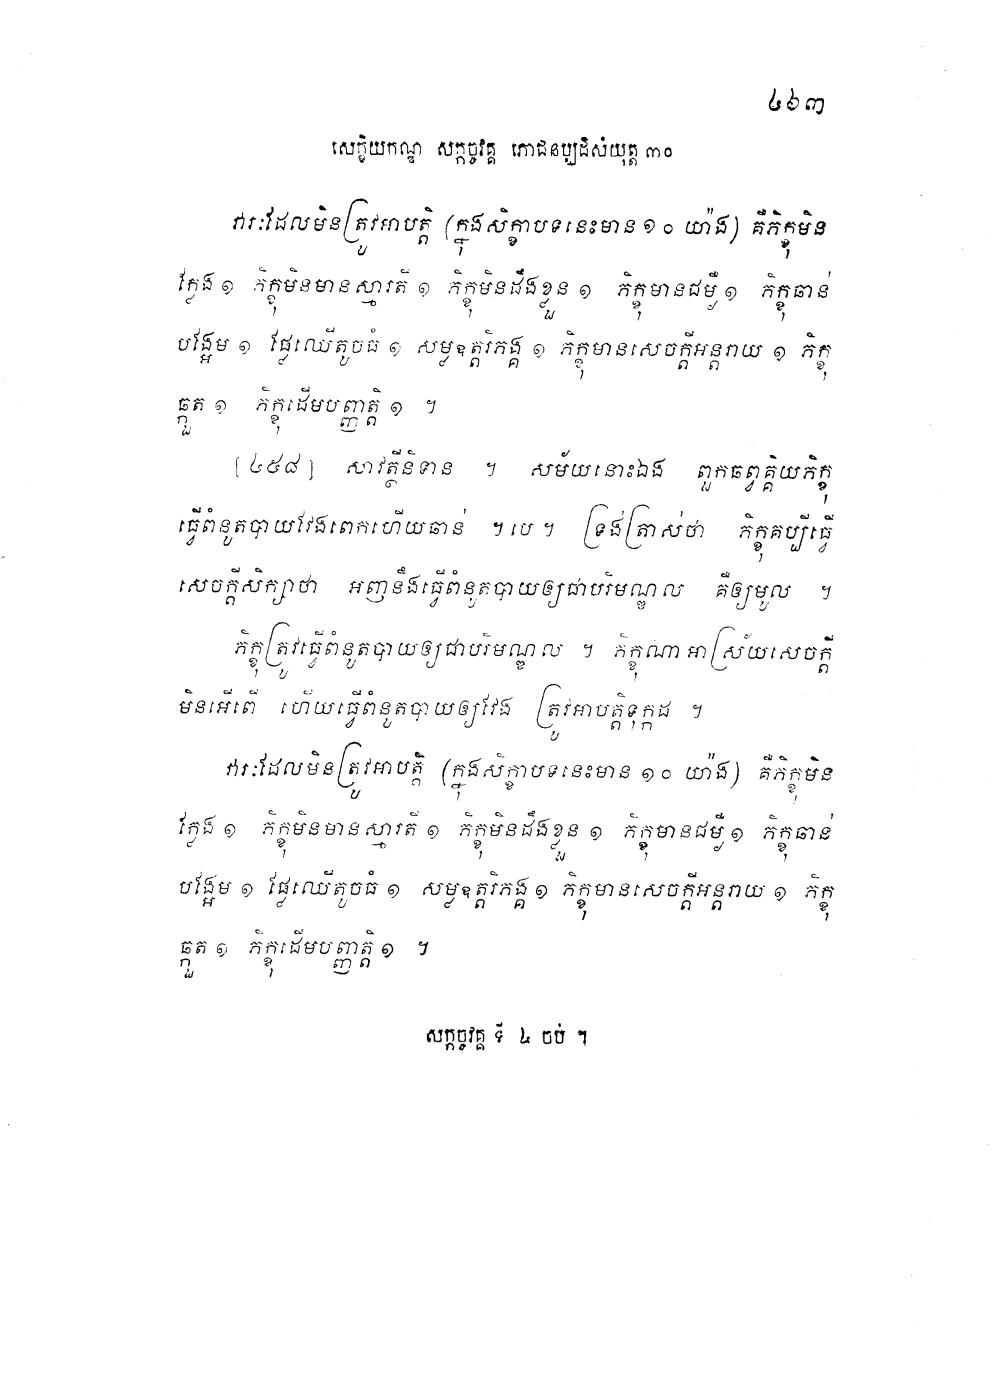 ៤៦៣
សេក្ខិយកណ្ឌ សក្កច្ចវគ្គ ភោជនប្បដិសំយុត្ត ៣០
វារៈដែលមិនត្រូវអាបត្តិ (ក្នុងសិក្ខាបទនេះមាន ១០ យ៉ាង) គឺភិក្ខុមិន
ក្លែង ១ ភិក្ខុមិនមានស្មារតី ១ ភិក្ខុមិនដឹងខ្លួន ១ ភិក្ខុមានជម្ងឺ ១ ភិក្ខុឆាន់
បង្អែម ១ ផ្លែឈើតូចធំ ១ សម្លឧត្តរិភង្គ ១ ភិក្ខុមានសេចក្តីអន្តរាយ ១ ភិក្ខុ
ឆ្កួត ១ ភិក្ខុដើមបញ្ញត្តិ ១ ។
[៤៥៨] សាវត្ថីនិទាន ។ សម័យនោះឯង ពួកឆព្វគ្គិយភិក្ខុ
ធ្វើពំនូតបាយវែងពេកហើយឆាន់ ។ បេ ។ ទ្រង់ត្រាស់ថា ភិក្ខុគប្បីធ្វើ
សេចក្តីសិក្សាថា អញនឹងធ្វើពំនូតបាយឲ្យជាបរិមណ្ឌល គឺឲ្យមូល ។
ភិក្ខុត្រូវធ្វើពំនូតបាយឲ្យជាបរិមណ្ឌល ។ ភិក្ខុណាអាស្រ័យសេចក្តី
មិនអើពើ ហើយធ្វើពំនូតបាយឲ្យវែង ត្រូវអាបត្តិទុក្កដ ។
វារៈដែលមិនត្រូវអាបត្តិ (ក្នុងសិក្ខាបទនេះមាន ១០ យ៉ាង) គឺភិក្ខុមិន
ក្លែង ១ ភិក្ខុមិនមានស្មារតី ១ ភិក្ខុមិនដឹងខ្លួន ១ ភិក្ខុមានជម្ងឺ ១ ភិក្ខុឆាន់
បង្អែម ១ ផ្លែឈើតូចធំ ១ សម្លឧត្តរិភង្គ ១ ភិក្ខុមានសេចក្តីអន្តរាយ ១ ភិក្ខុ
ឆ្កួត ១ ភិក្ខុដើមបញ្ញត្តិ ១ ។
សក្កច្ចវគ្គ ទី ៤ ចប់ ។